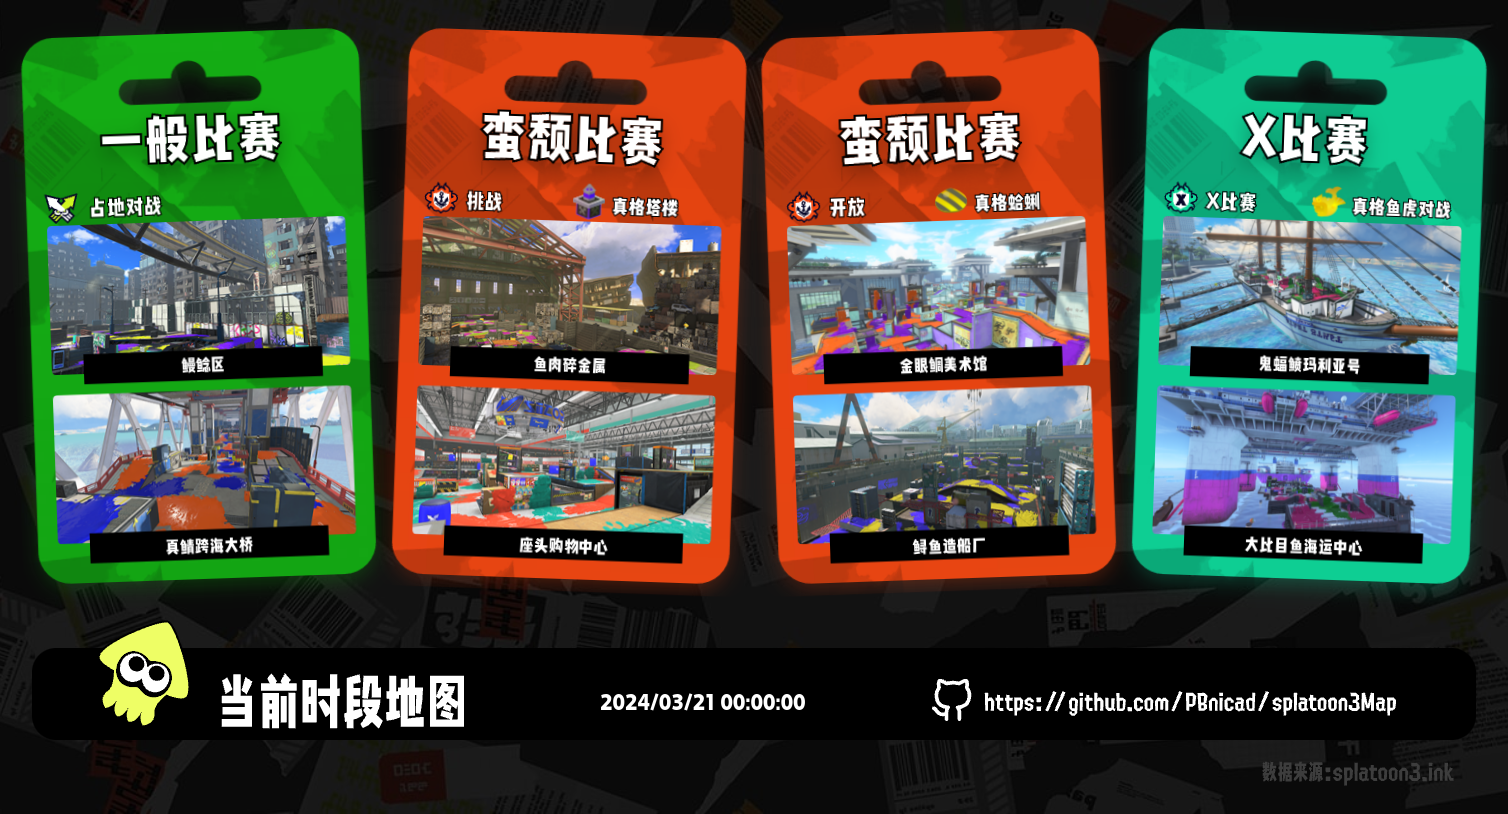 一般比赛
占地对战
鳗鲶区
真鲭跨海大桥
蛮颓比赛
挑战
真格塔楼
鱼肉碎金属
座头购物中心
蛮颓比赛
开放
真格蛤蜊
金眼鲷美术馆
鲟鱼造船厂
X比赛
X比赛
真格鱼虎对战
鬼蝠鲼玛利亚号
大比目鱼海运中心
当前时段地图
2024/03/21 00:00:00
https://github.com/PBnicad/splatoon3Map
数据来源:splatoon3.ink